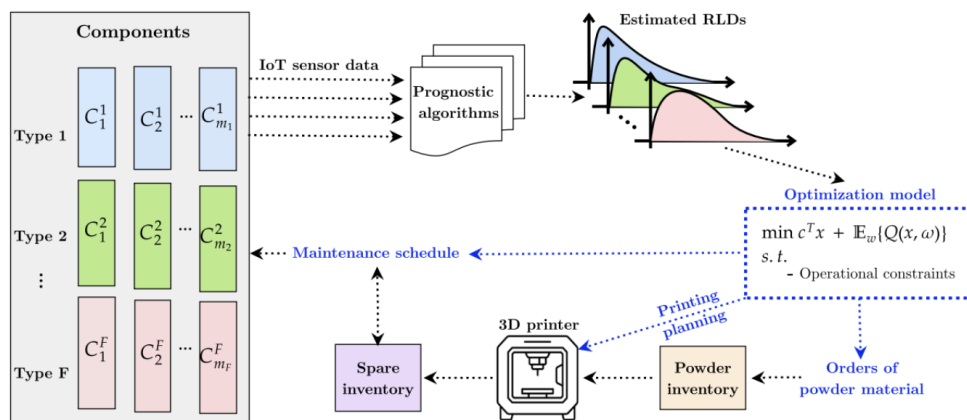 Components
Type 1
C_1^1 C_2^1 ... C_{m_1}^1
Type 2
C_1^2 C_2^2 ... C_{m_2}^2
⋮
Type F
C_1^F C_2^F ... C_{m_F}^F
IoT sensor data
Prognostic
algorithms
Estimated RLDs
Optimization model
min c^T x + 𝔼_w{Q(x, ω)}
s. t.
- Operational constraints
Maintenance schedule
Printing
planning
3D printer
Spare
inventory
Powder
inventory
Orders of
powder material